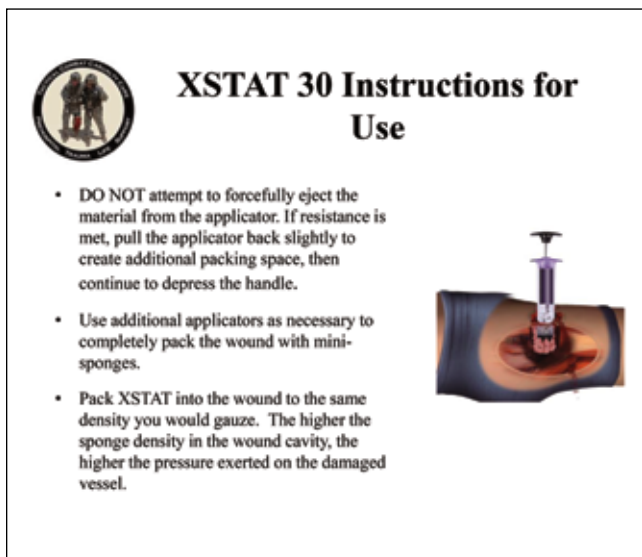 XSTAT 30 Instructions for
Use
• DO NOT attempt to forcefully eject the
material from the applicator. If resistance is
met, pull the applicator back slightly to
create additional packing space, then
continue to depress the handle.
• Use additional applicators as necessary to
completely pack the wound with mini-
sponges.
• Pack XSTAT into the wound to the same
density you would gauze.  The higher the
sponge density in the wound cavity, the
higher the pressure exerted on the damaged
vessel.